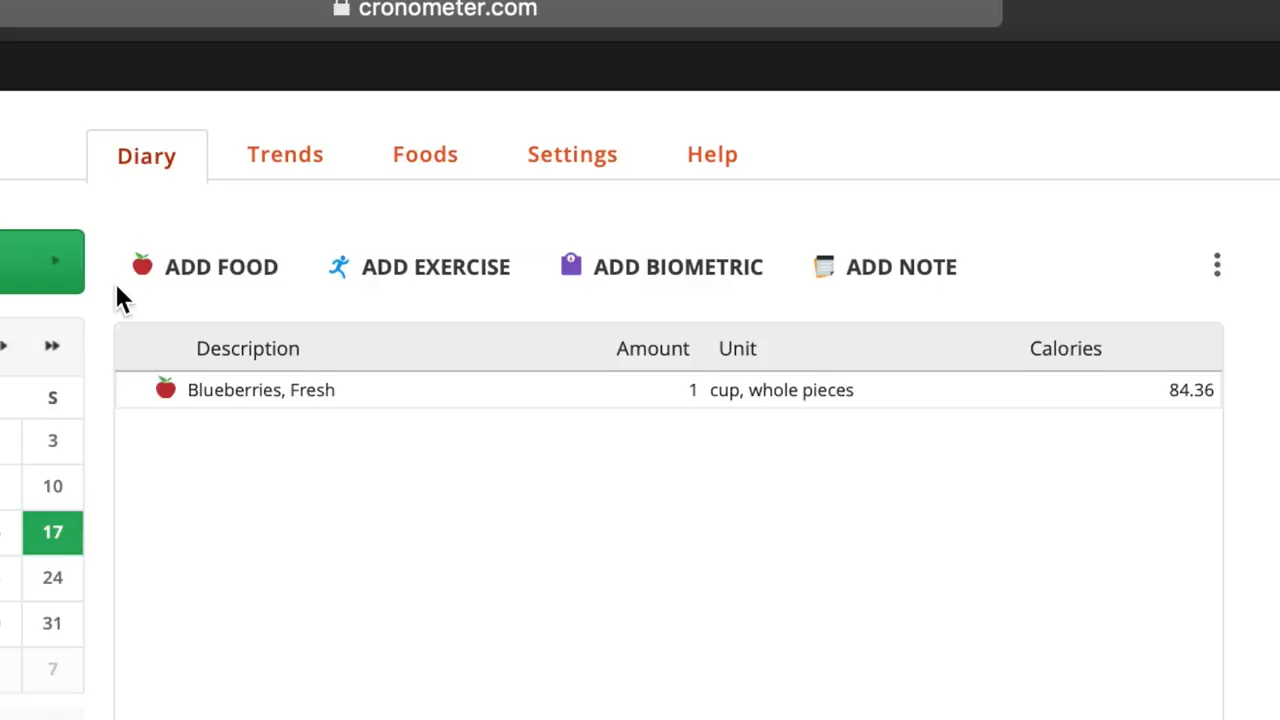 cronometer.com
Diary Trends Foods Settings Help
ADD FOOD ADD EXERCISE ADD BIOMETRIC ADD NOTE
Description Amount Unit Calories
Blueberries, Fresh 1 cup, whole pieces 84.36
S
3
10
17
24
31
7